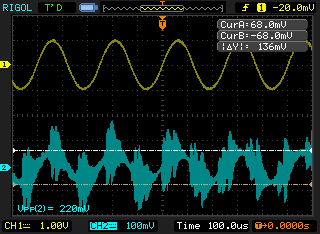 RIGOL T'D T f 1 -20.0mV
CurA= 68.0mV
CurB=-68.0mV
|ΔY|= 136mV
1
2
Vpp(2)= 220mV
CH1 1.00V CH2 100mV Time 100.0us T→0.0000s